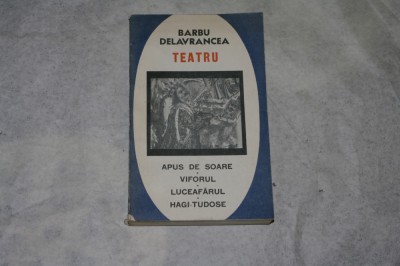 BARBU
DELAVRANCEA
TEATRU
APUS DE SOARE
VIFORUL
LUCEAFĂRUL
HAGI-TUDOSE